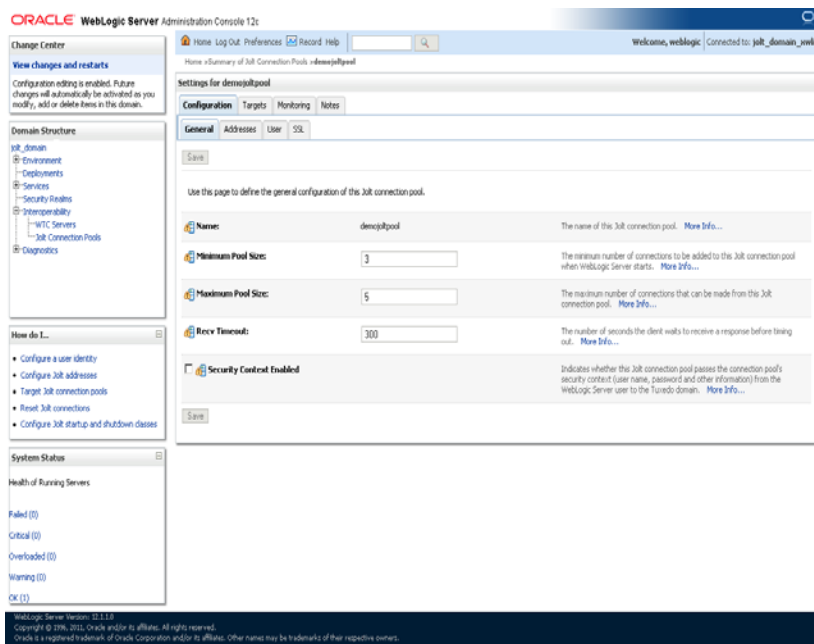 ORACLE WebLogic Server Administration Console 12c
Change Center
View changes and restarts
Configuration editing is enabled. Future
changes will automatically be activated as you
modify, add or delete items in this domain.
Domain Structure
jolt_domain
Environment
Deployments
Services
Security Realms
Interoperability
WTC Servers
Jolt Connection Pools
Diagnostics
How do I...
Configure a user identity
Configure Jolt addresses
Target Jolt connection pools
Reset Jolt connections
Configure Jolt startup and shutdown classes
System Status
Health of Running Servers
Failed (0)
Critical (0)
Overloaded (0)
Warning (0)
OK (1)
Home Log Out Preferences Record Help
Welcome, weblogic Connected to:
Home >Summary of Jolt Connection Pools >demojoltpool
Settings for demojoltpool
Configuration Targets Monitoring Notes
General Addresses User SSL
Save
Use this page to define the general configuration of this Jolt connection pool.
Name: demojoltpool The name of this Jolt connection pool. More Info...
Minimum Pool Size: 3 The minimum number of connections to be added to this Jolt connection pool
when WebLogic Server starts. More Info...
Maximum Pool Size: 5 The maximum number of connections that can be made from this Jolt
connection pool. More Info...
Recv Timeout: 300 The number of seconds the client waits to receive a response before timing
out. More Info...
Security Context Enabled Indicates whether this Jolt connection pool passes the connection pool's
security context (user name, password and other information) from the
WebLogic Server user to the Tuxedo domain. More Info...
Save
WebLogic Server Version: 12.1.1.0
Copyright © 1996, 2011, Oracle and/or its affiliates. All rights reserved.
Oracle is a registered trademark of Oracle Corporation and/or its affiliates. Other names may be trademarks of their respective owners.